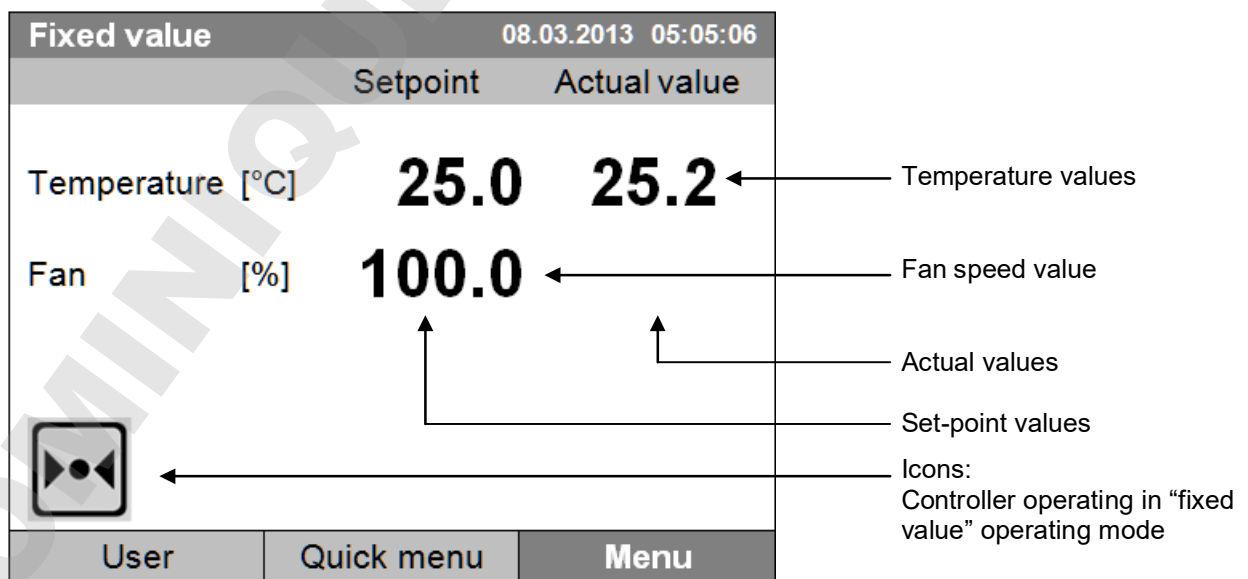 Fixed value 08.03.2013 05:05:06
Setpoint Actual value
Temperature [°C] 25.0 25.2
Temperature values
Fan [%] 100.0
Fan speed value
Actual values
Set-point values
Icons:
Controller operating in “fixed
value” operating mode
User Quick menu Menu